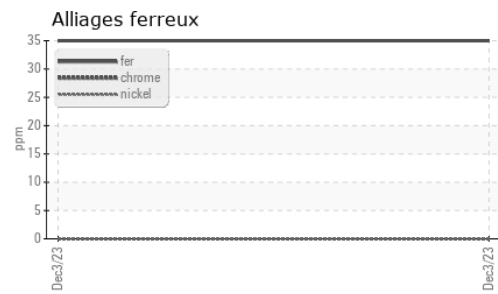 Alliages ferreux
35
30
25
20
15
10
5
0
ppm
fer
chrome
nickel
Dec3/23
Dec3/23